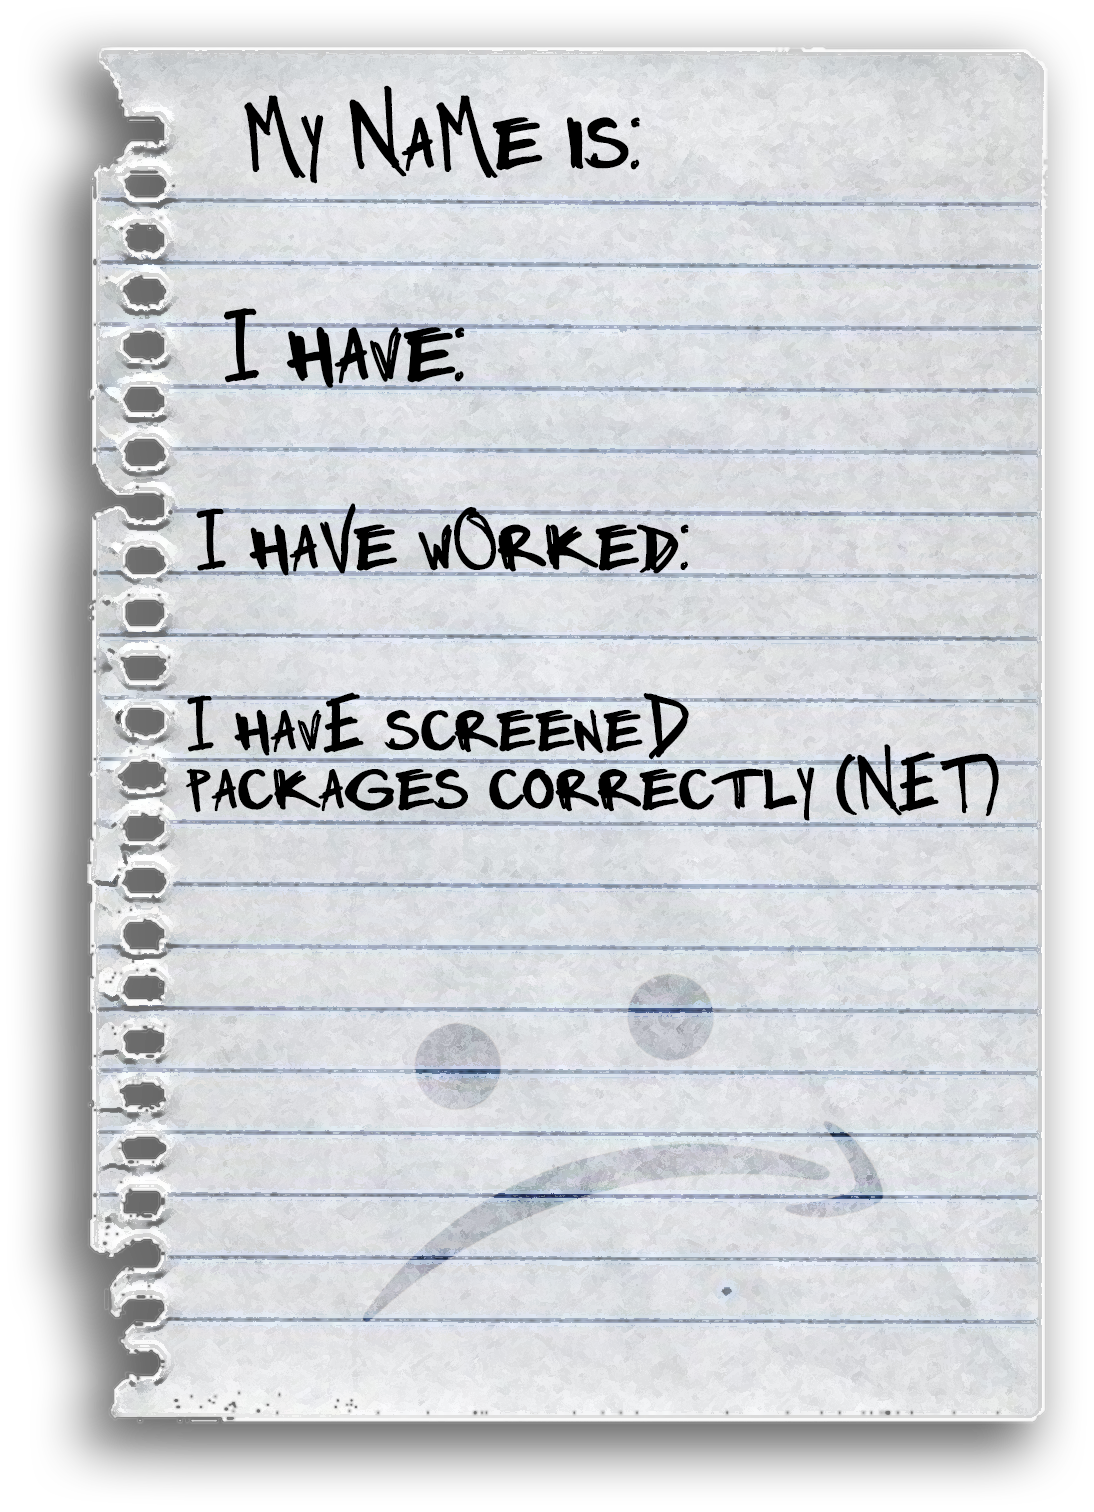 My NaME is:
I HAVE:
I HAVE WORKED:
I HAVE SCREENED
PACKAGES CORRECTLY (NET)